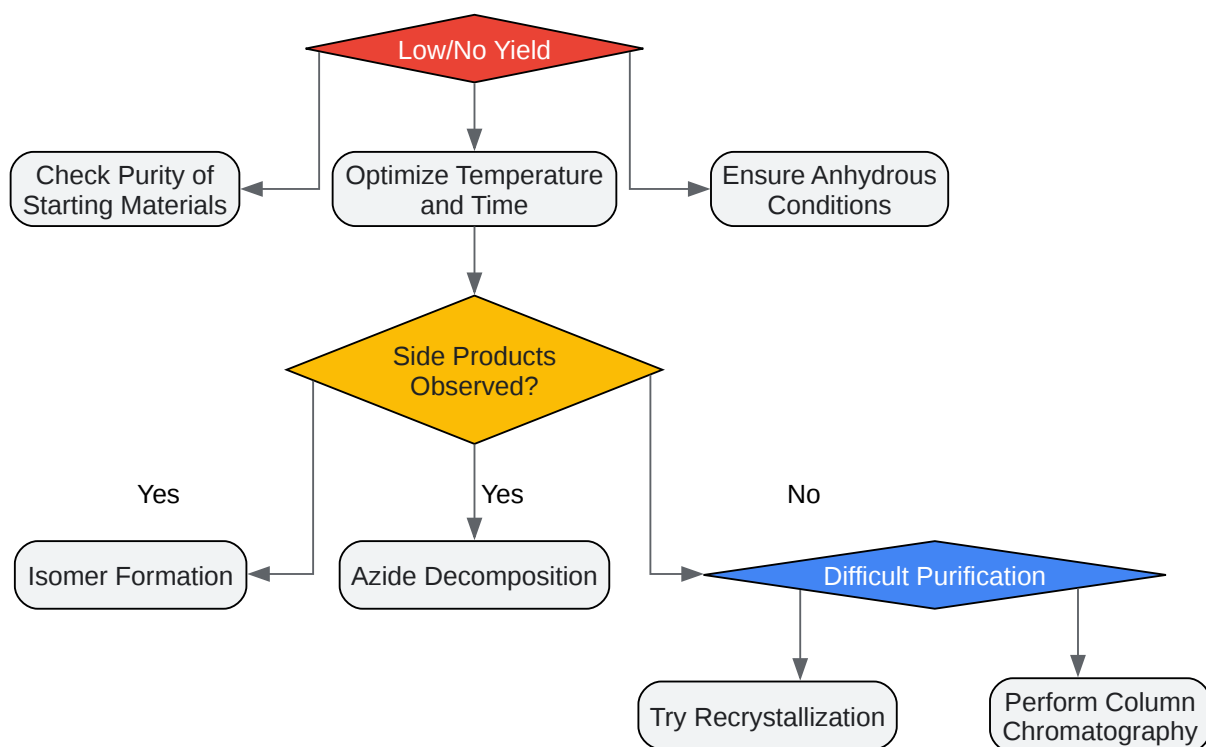 Low/No Yield
Check Purity of
Starting Materials
Optimize Temperature
and Time
Ensure Anhydrous
Conditions
Side Products
Observed?
Yes
Yes
No
Isomer Formation
Azide Decomposition
Difficult Purification
Try Recrystallization
Perform Column
Chromatography